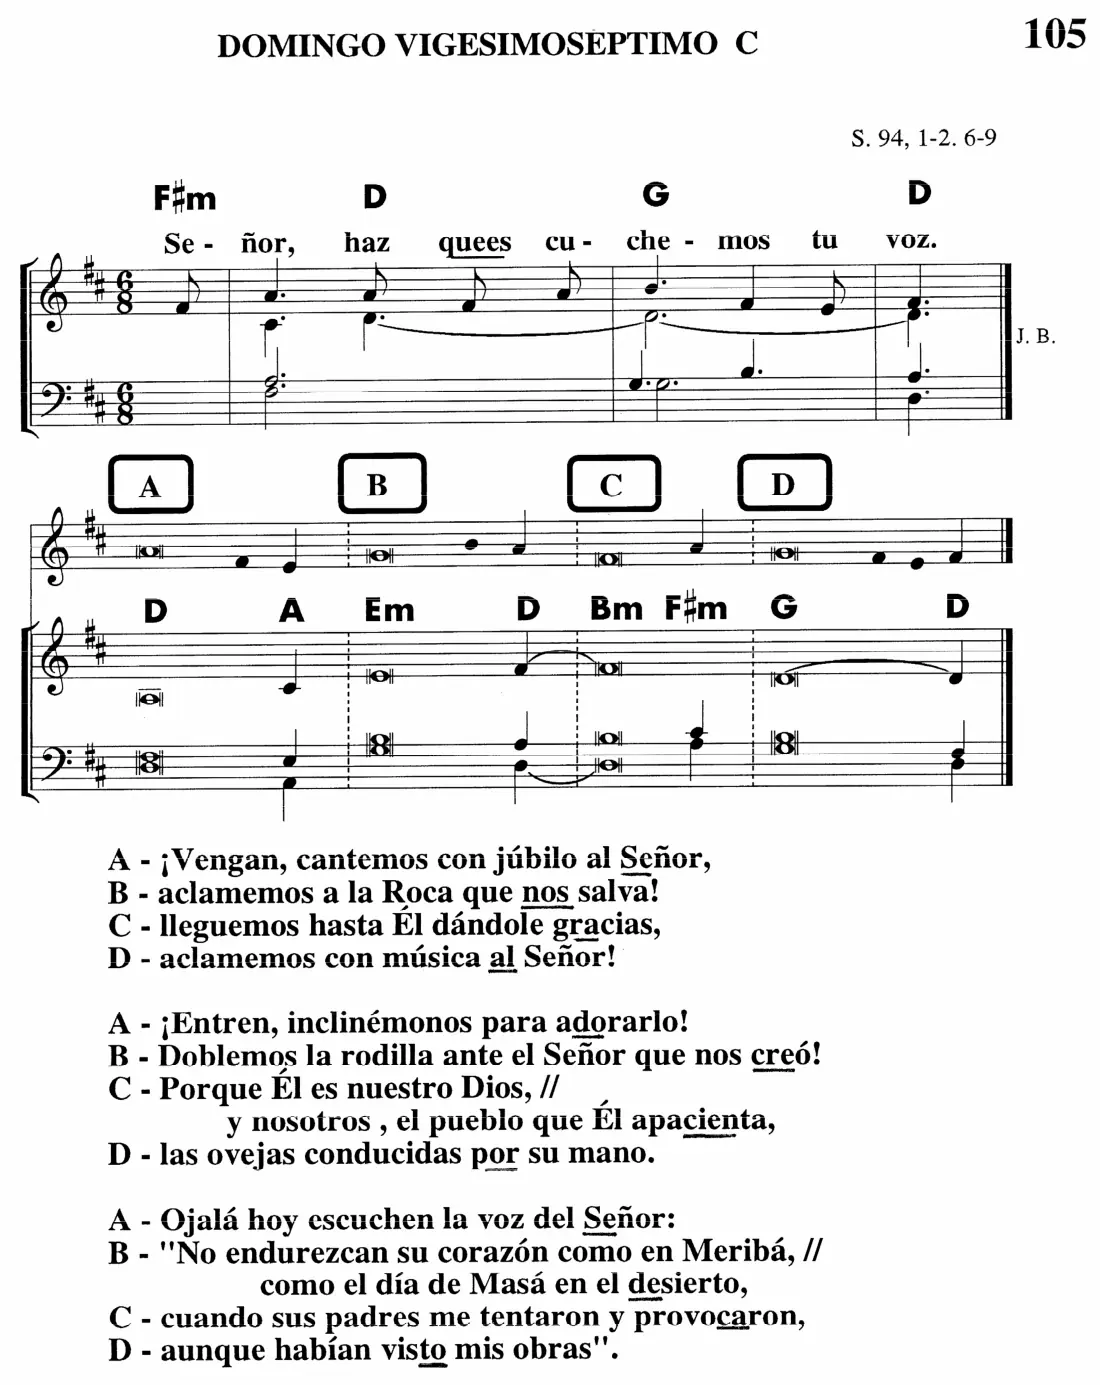 DOMINGO VIGESIMOSEPTIMO C
105
S. 94, 1-2. 6-9
F♯m D G D
Se - ñor, haz quees cu - che - mos tu voz.
J. B.
A B C D
D A Em D Bm F♯m G D
A - ¡Vengan, cantemos con júbilo al Señor,
B - aclamemos a la Roca que nos salva!
C - lleguemos hasta Él dándole gracias,
D - aclamemos con música al Señor!
A - ¡Entren, inclinémonos para adorarlo!
B - Doblemos la rodilla ante el Señor que nos creó!
C - Porque Él es nuestro Dios, //
y nosotros , el pueblo que Él apacienta,
D - las ovejas conducidas por su mano.
A - Ojalá hoy escuchen la voz del Señor:
B - "No endurezcan su corazón como en Meribá, //
como el día de Masá en el desierto,
C - cuando sus padres me tentaron y provocaron,
D - aunque habían visto mis obras".